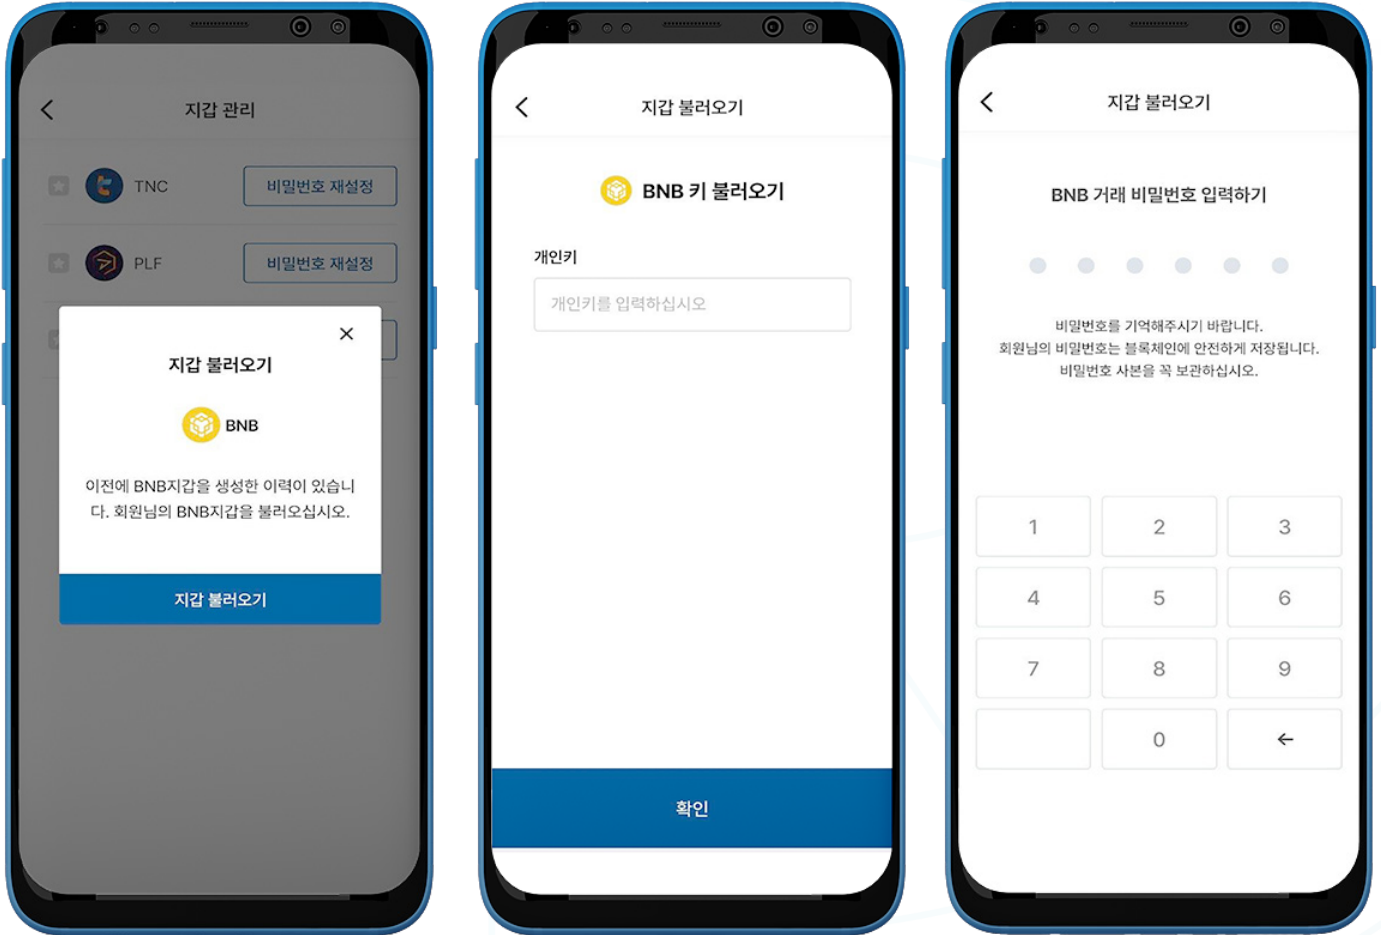 지갑 관리
TNC
비밀번호 재설정
PLF
비밀번호 재설정
지갑 불러오기
BNB
이전에 BNB지갑을 생성한 이력이 있습니
다. 회원님의 BNB지갑을 불러오십시오.
지갑 불러오기
지갑 불러오기
BNB 키 불러오기
개인키
개인키를 입력하십시오
확인
지갑 불러오기
BNB 거래 비밀번호 입력하기
비밀번호를 기억해주시기 바랍니다.
회원님의 비밀번호는 블록체인에 안전하게 저장됩니다.
비밀번호 사본을 꼭 보관하십시오.
1 2 3
4 5 6
7 8 9
0